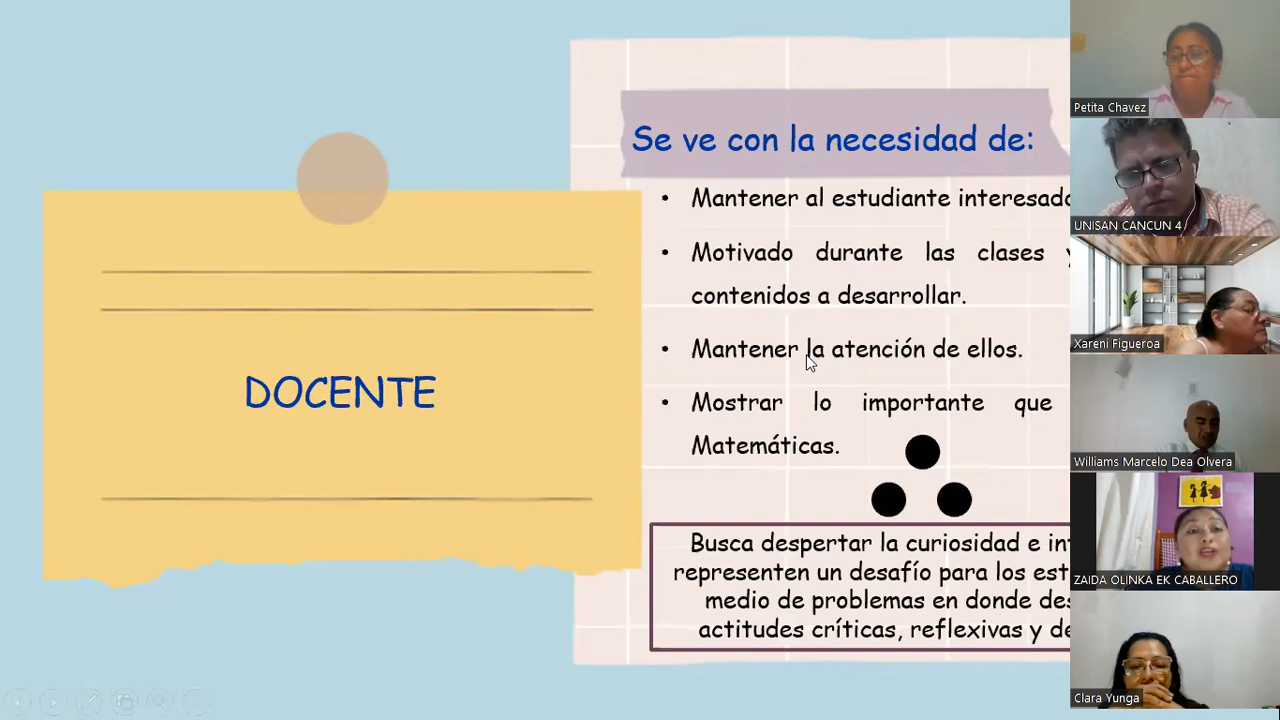 DOCENTE
Se ve con la necesidad de:
• Mantener al estudiante interesado
• Motivado durante las clases y
contenidos a desarrollar.
• Mantener la atención de ellos.
• Mostrar lo importante que
Matemáticas.
Busca despertar la curiosidad e
representen un desafío para los
medio de problemas en donde
actitudes críticas, reflexivas y
Petita Chavez
UNISAN CANCUN 4
Xareni Figueroa
Williams Marcelo Dea Olvera
ZAIDA OLINKA EK CABALLERO
Clara Yunga